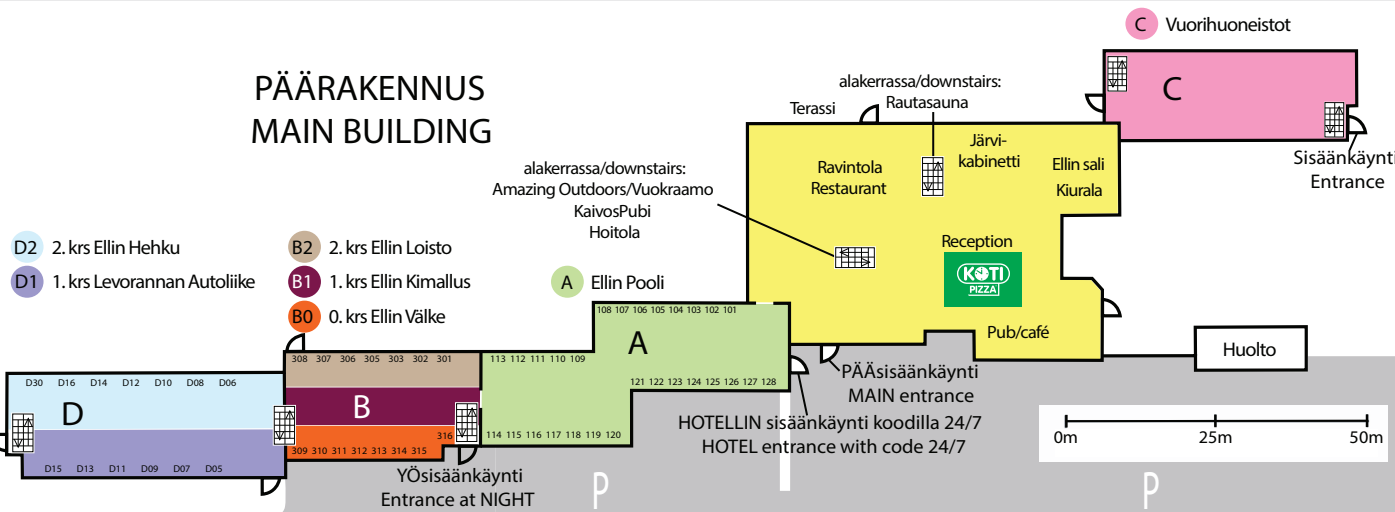 C Vuorihuoneistot
PÄÄRAKENNUS
MAIN BUILDING
alakerrassa/downstairs:
Rautasauna
Terassi
C
Sisäänkäynti
Entrance
Järvi-
kabinetti
Ravintola
Restaurant
Ellin sali
Kiurala
alakerrassa/downstairs:
Amazing Outdoors/Vuokraamo
KaivosPubi
Hoitola
Reception
KOTI
PIZZA
Pub/café
D2 2. krs Ellin Hehku
D1 1. krs Levorannan Autoliike
B2 2. krs Ellin Loisto
B1 1. krs Ellin Kimallus
B0 0. krs Ellin Välke
A Ellin Pooli
108 107 106 105 104 103 102 101
A
113 112 111 110 109
121 122 123 124 125 126 127 128
114 115 116 117 118 119 120
308 307 306 305 303 302 301
B
316
309 310 311 312 313 314 315
D30 D16 D14 D12 D10 D08 D06
D
D15 D13 D11 D09 D07 D05
Huolto
PÄÄsisäänkäynti
MAIN entrance
HOTELLIN sisäänkäynti koodilla 24/7
HOTEL entrance with code 24/7
YÖsisäänkäynti
Entrance at NIGHT
0m 25m 50m
P P